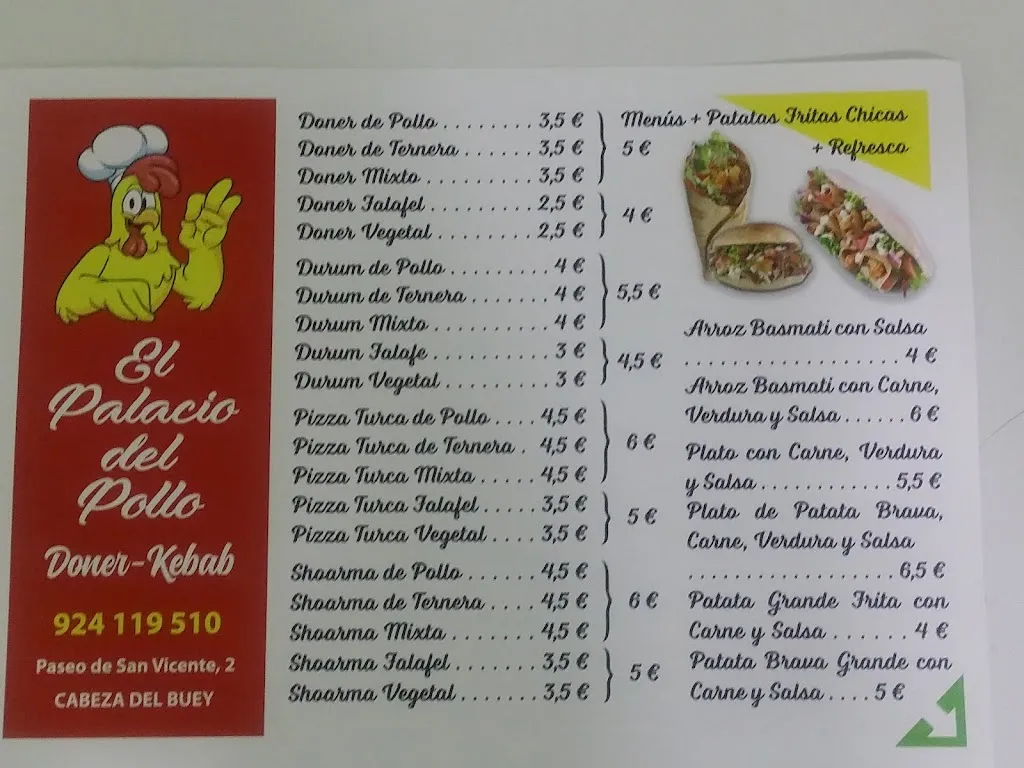 El
Palacio
del
Pollo
Doner-Kebab
924 119 510
Paseo de San Vicente, 2
CABEZA DEL BUEY
Doner de Pollo ........ 3,5 €
Doner de Ternera ...... 3,5 €
Doner Mixto .......... 3,5 €
5 €
Doner Falafel .......... 2,5 €
Doner Vegetal ......... 2,5 €
4 €
Durum de Pollo ......... 4 €
Durum de Ternera ....... 4 €
Durum Mixto ........... 4 €
5,5 €
Durum Falafe ........... 3 €
Durum Vegetal .......... 3 €
4,5 €
Pizza Turca de Pollo .... 4,5 €
Pizza Turca de Ternera . 4,5 €
Pizza Turca Mixta ..... 4,5 €
6 €
Pizza Turca Falafel .... 3,5 €
Pizza Turca Vegetal .... 3,5 €
5 €
Shoarma de Pollo ...... 4,5 €
Shoarma de Ternera .... 4,5 €
Shoarma Mixta ....... 4,5 €
6 €
Shoarma Falafel ....... 3,5 €
Shoarma Vegetal ....... 3,5 €
5 €
Menús + Patatas Fritas Chicas
+ Refresco
Arroz Basmati con Salsa
................... 4 €
Arroz Basmati con Carne,
Verdura y Salsa ...... 6 €
Plato con Carne, Verdura
y Salsa ............ 5,5 €
Plato de Patata Brava,
Carne, Verdura y Salsa
.................. 6,5 €
Patata Grande Frita con
Carne y Salsa ....... 4 €
Patata Brava Grande con
Carne y Salsa .... 5 €